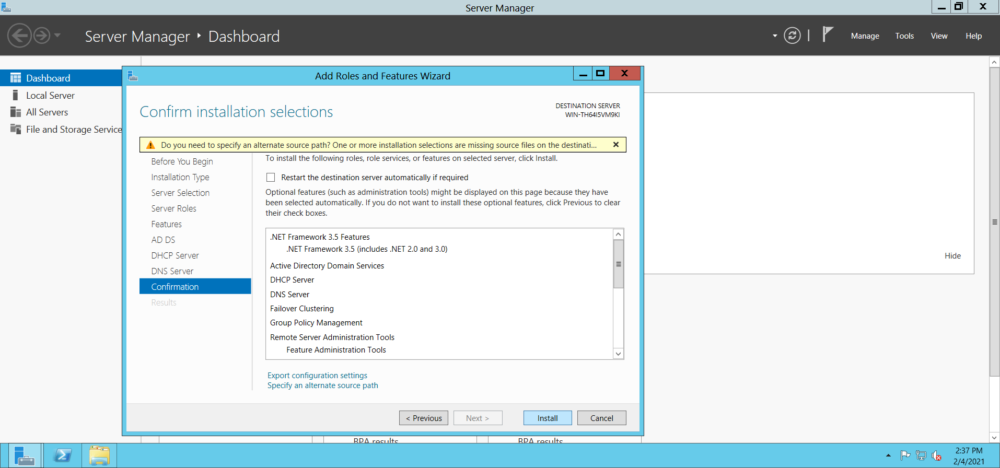 Server Manager
Server Manager ‣ Dashboard
Manage Tools View Help
Dashboard
Local Server
All Servers
File and Storage Service
Add Roles and Features Wizard
Confirm installation selections
DESTINATION SERVER
WIN-TH64I5VM9KI
Do you need to specify an alternate source path? One or more installation selections are missing source files on the destinati...
Before You Begin
Installation Type
Server Selection
Server Roles
Features
AD DS
DHCP Server
DNS Server
Confirmation
Results
To install the following roles, role services, or features on selected server, click Install.
Restart the destination server automatically if required
Optional features (such as administration tools) might be displayed on this page because they have
been selected automatically. If you do not want to install these optional features, click Previous to clear
their check boxes.
.NET Framework 3.5 Features
.NET Framework 3.5 (includes .NET 2.0 and 3.0)
Active Directory Domain Services
DHCP Server
DNS Server
Failover Clustering
Group Policy Management
Remote Server Administration Tools
Feature Administration Tools
Export configuration settings
Specify an alternate source path
< Previous Next > Install Cancel
Hide
BPA results BPA results
2:37 PM
2/4/2021